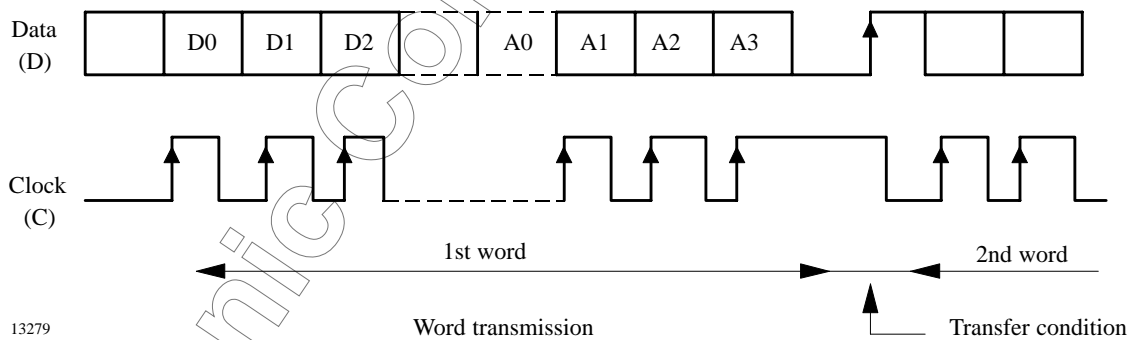 Data
(D)
D0 D1 D2 A0 A1 A2 A3
Clock
(C)
1st word 2nd word
13279 Word transmission Transfer condition